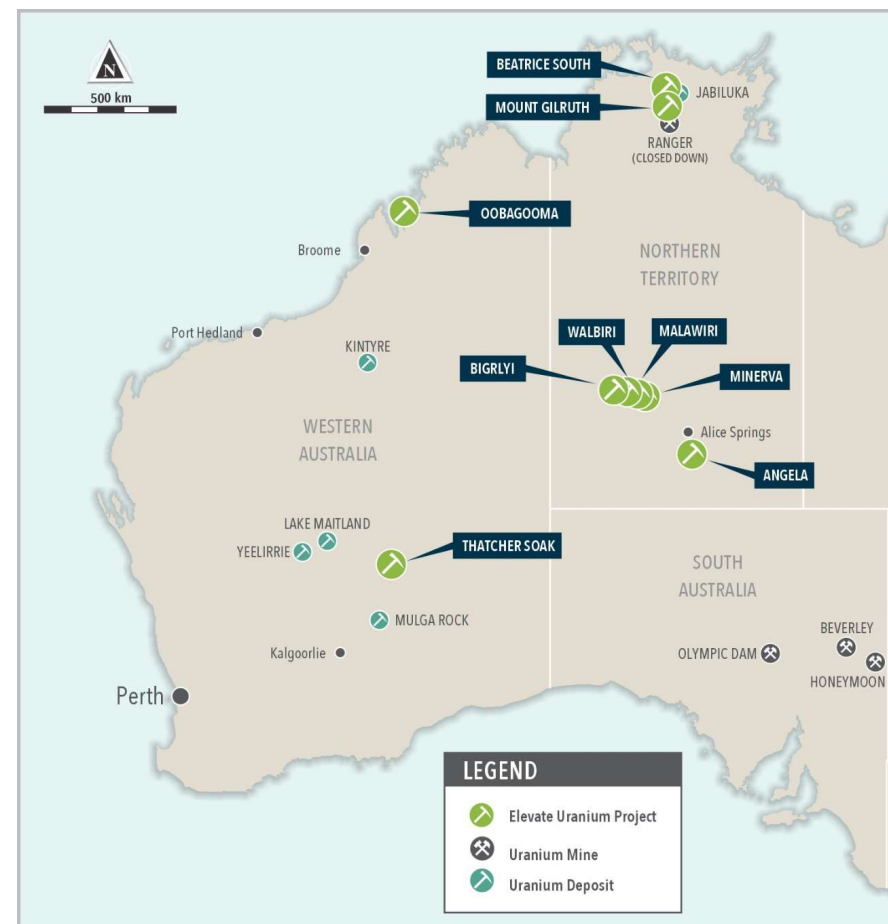 N
500 km
BEATRICE SOUTH
JABILUKA
MOUNT GILRUTH
RANGER
(CLOSED DOWN)
OOBAGOOMA
Broome
NORTHERN
TERRITORY
Port Hedland
KINTYRE
WALBIRI
MALAWIRI
BIGRLYI
MINERVA
WESTERN
AUSTRALIA
Alice Springs
ANGELA
LAKE MAITLAND
YEELIRRIE
THATCHER SOAK
SOUTH
AUSTRALIA
MULGA ROCK
BEVERLEY
Kalgoorlie
OLYMPIC DAM
HONEYMOON
Perth
LEGEND
Elevate Uranium Project
Uranium Mine
Uranium Deposit